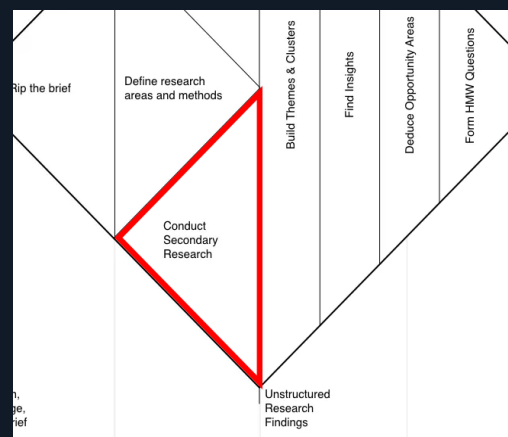 Rip the brief
Define research
areas and methods
Build Themes & Clusters
Find Insights
Deduce Opportunity Areas
Form HMW Questions
Conduct
Secondary
Research
Unstructured
Research
Findings